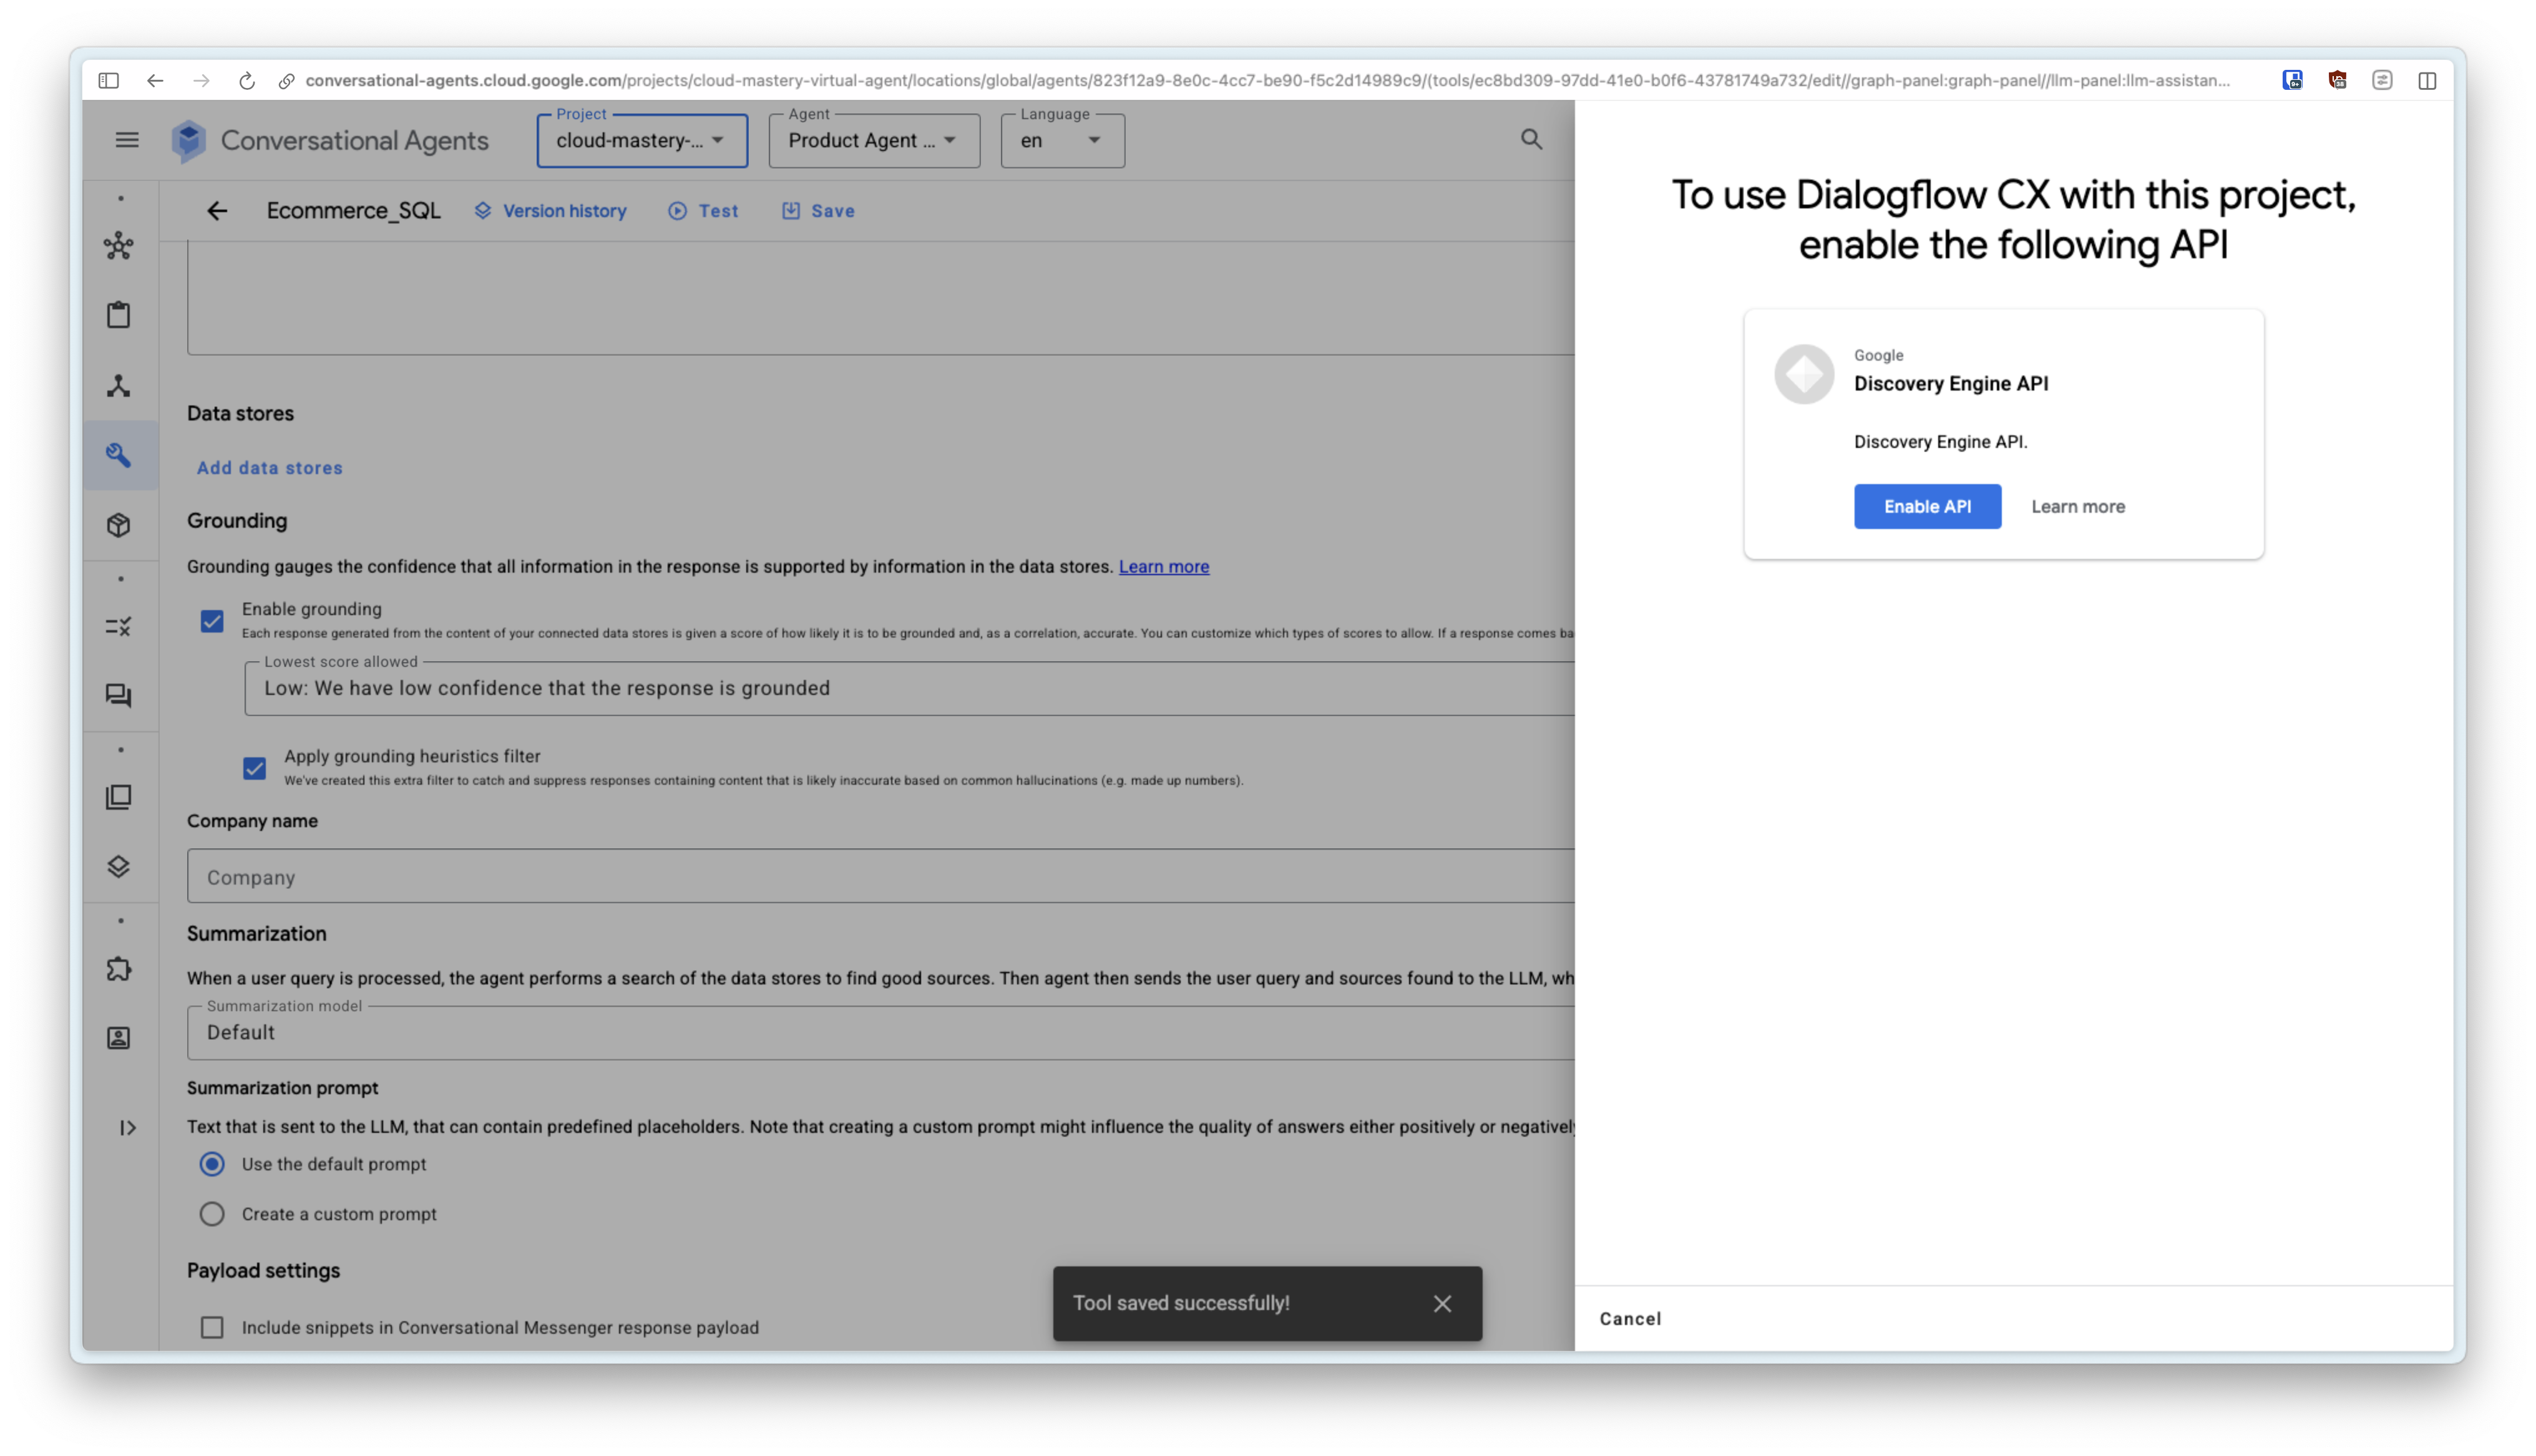 conversational-agents.cloud.google.com/projects/cloud-mastery-virtual-agent/locations/global/agents/823f12a9-8e0c-4cc7-be90-f5c2d14989c9/(tools/ec8bd309-97dd-41e0-b0f6-43781749a732/edit//graph-panel:graph-panel//llm-panel:llm-assistan...
Conversational Agents
Project
cloud-mastery-...
Agent
Product Agent ...
Language
en
Ecommerce_SQL
Version history
Test
Save
Data stores
Add data stores
Grounding
Grounding gauges the confidence that all information in the response is supported by information in the data stores. Learn more
Enable grounding
Each response generated from the content of your connected data stores is given a score of how likely it is to be grounded and, as a correlation, accurate. You can customize which types of scores to allow. If a response comes ba
Lowest score allowed
Low: We have low confidence that the response is grounded
Apply grounding heuristics filter
We've created this extra filter to catch and suppress responses containing content that is likely inaccurate based on common hallucinations (e.g. made up numbers).
Company name
Company
Summarization
When a user query is processed, the agent performs a search of the data stores to find good sources. Then agent then sends the user query and sources found to the LLM, wh
Summarization model
Default
Summarization prompt
Text that is sent to the LLM, that can contain predefined placeholders. Note that creating a custom prompt might influence the quality of answers either positively or negatively
Use the default prompt
Create a custom prompt
Payload settings
Include snippets in Conversational Messenger response payload
Tool saved successfully!
To use Dialogflow CX with this project,
enable the following API
Google
Discovery Engine API
Discovery Engine API.
Enable API
Learn more
Cancel